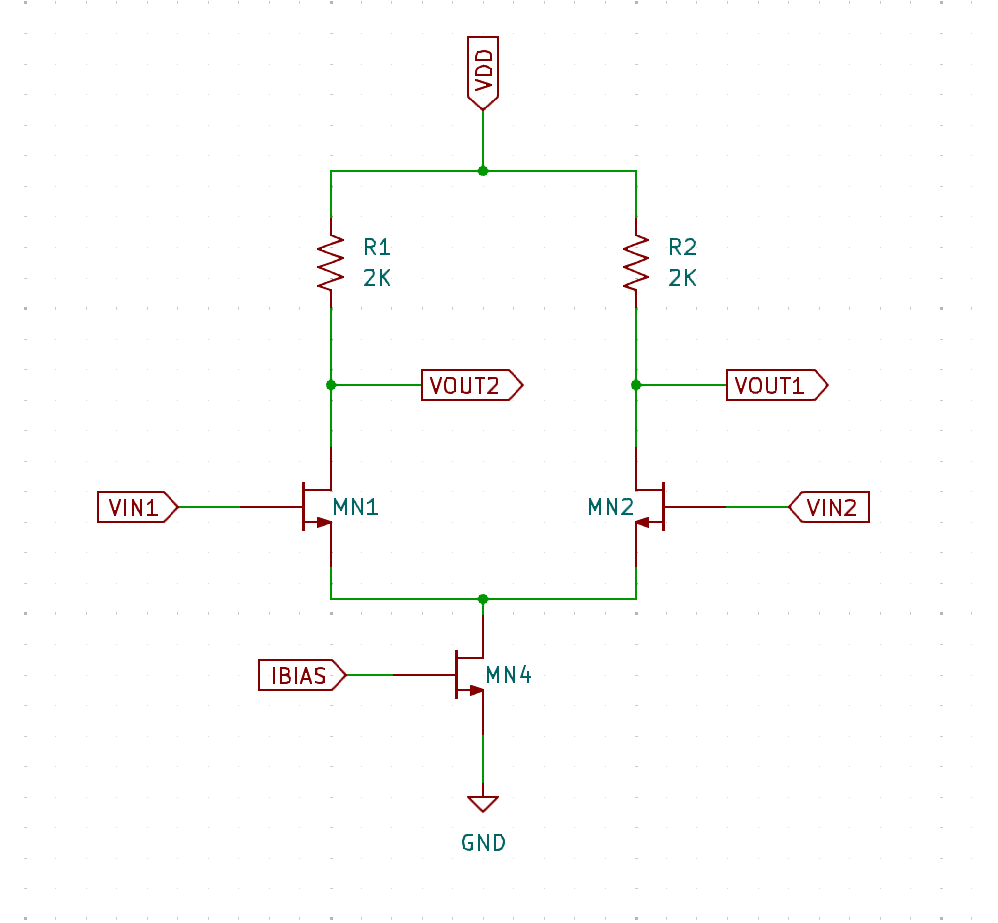 VDD
R1
2K
R2
2K
VOUT2
VOUT1
VIN1
MN1
MN2
VIN2
IBIAS
MN4
GND